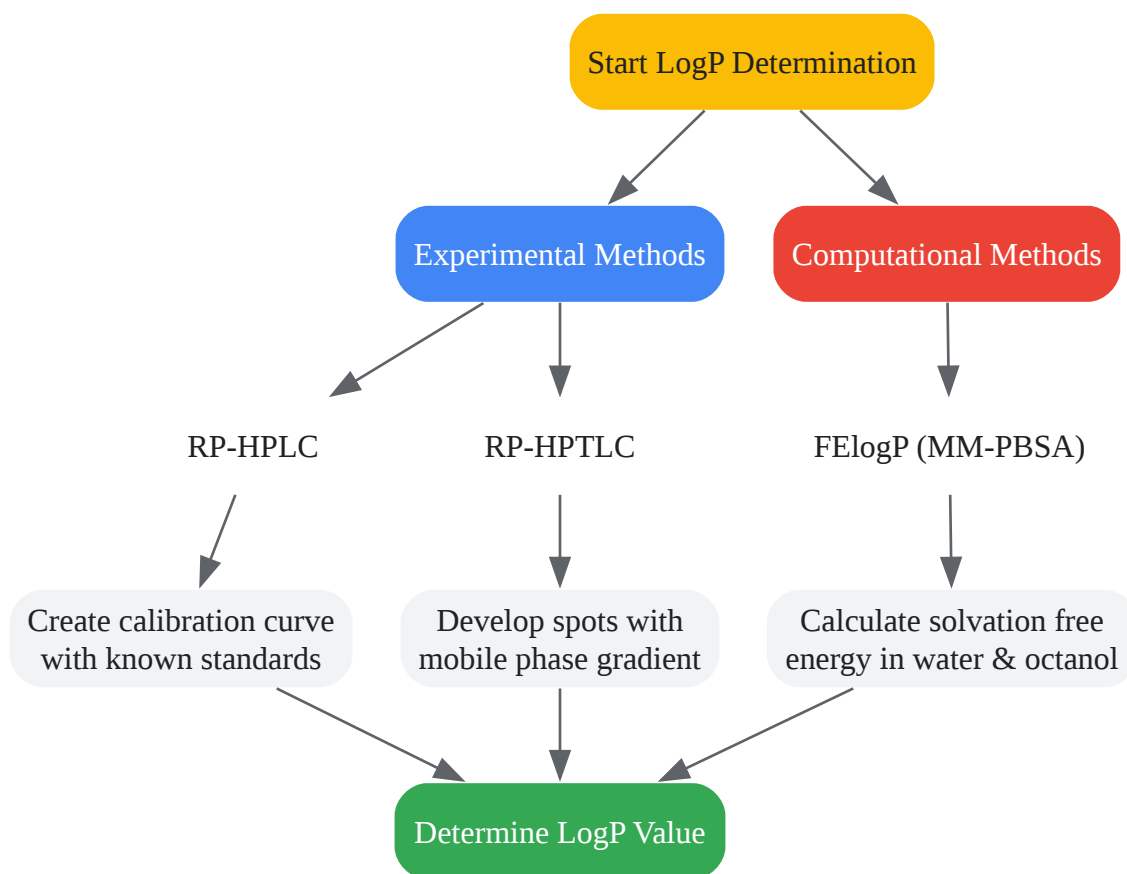 Start LogP Determination
Experimental Methods
Computational Methods
RP-HPLC
RP-HPTLC
FElogP (MM-PBSA)
Create calibration curve
with known standards
Develop spots with
mobile phase gradient
Calculate solvation free
energy in water & octanol
Determine LogP Value